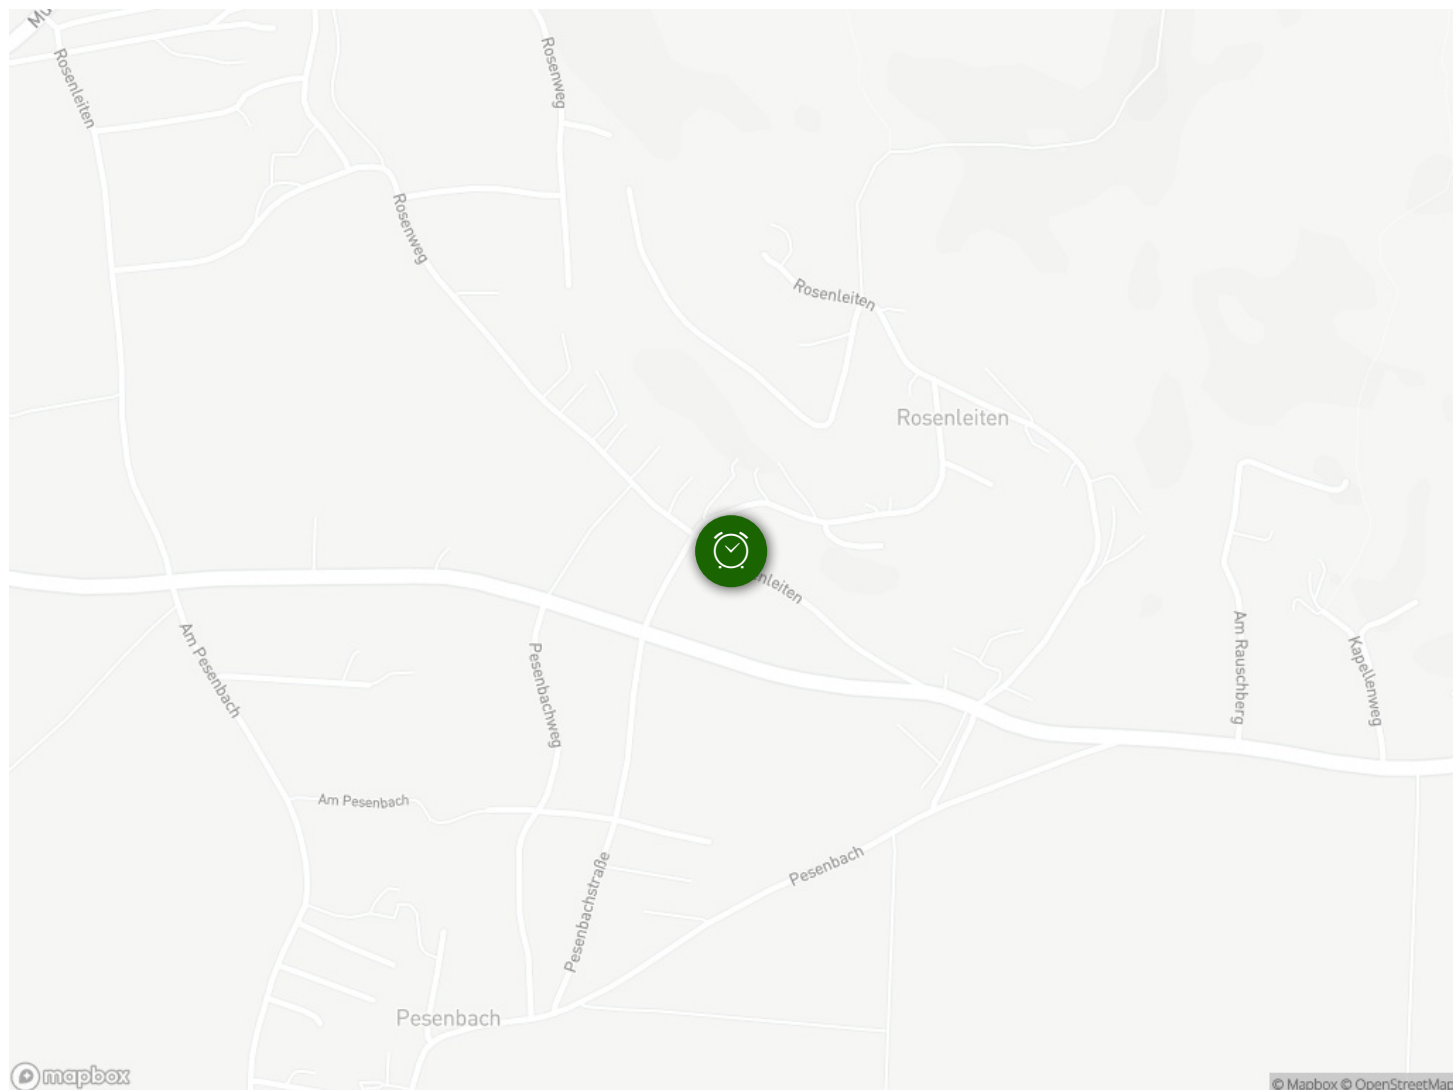 Rosenleiten
Rosenweg
Rosenweg
Rosenleiten
Rosenleiten
enleiten
Am Pesenbach
Pesenbachweg
Am Rauschberg
Kapellenweg
Am Pesenbach
Pesenbach
Pesenbachstraße
Pesenbach
mapbox
© Mapbox © OpenStreetMap